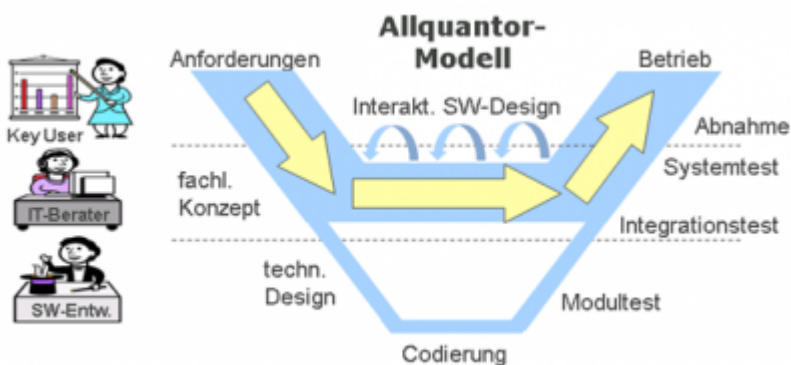 Allquantor-
Modell
Anforderungen
Betrieb
Interakt. SW-Design
Key User
Abnahme
Systemtest
fachl.
Konzept
IT-Berater
Integrationstest
techn.
Design
Modultest
SW-Entw.
Codierung